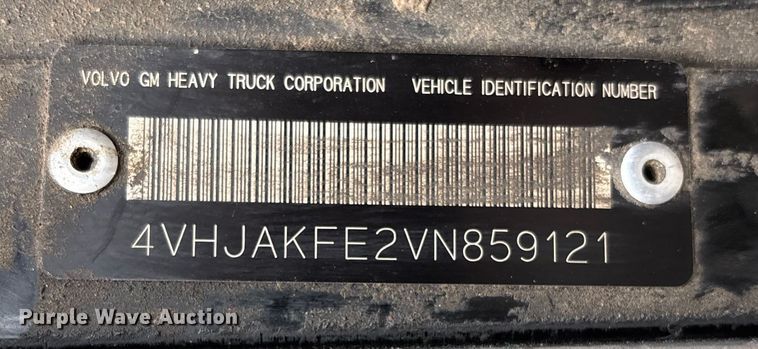 VOLVO GM HEAVY TRUCK CORPORATION VEHICLE IDENTIFICATION NUMBER
4VHJAKFE2VN859121
Purple Wave Auction